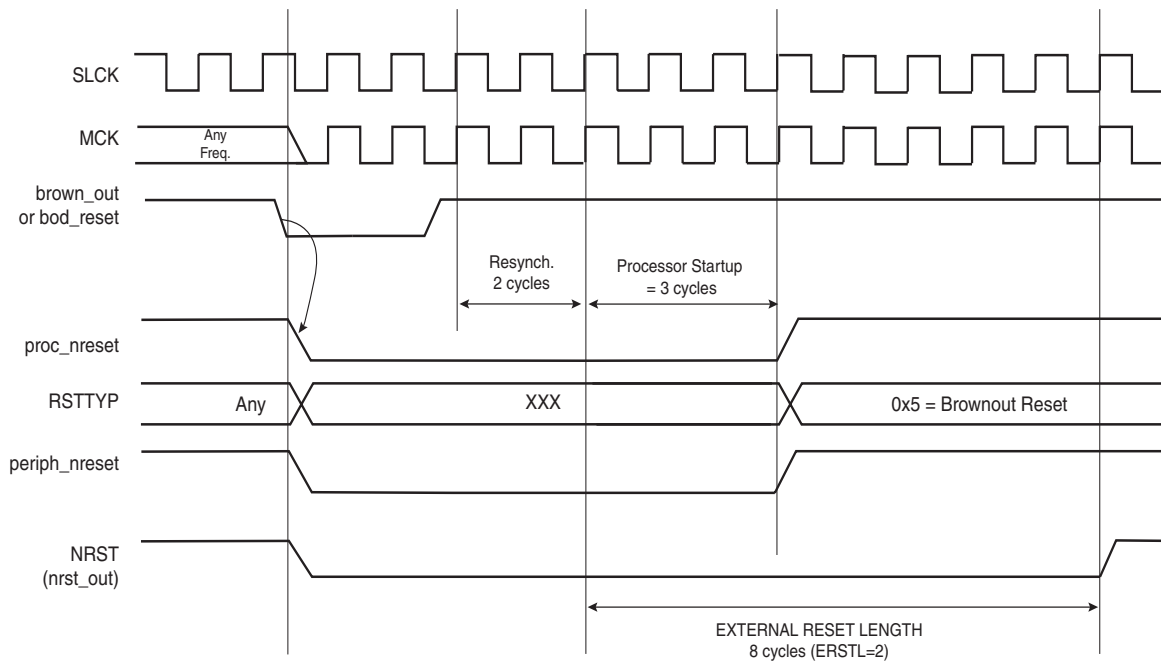 SLCK
MCK
Any
Freq.
brown_out
or bod_reset
Resynch.
2 cycles
Processor Startup
= 3 cycles
proc_nreset
RSTTYP
Any
XXX
0x5 = Brownout Reset
periph_nreset
NRST
(nrst_out)
EXTERNAL RESET LENGTH
8 cycles (ERSTL=2)